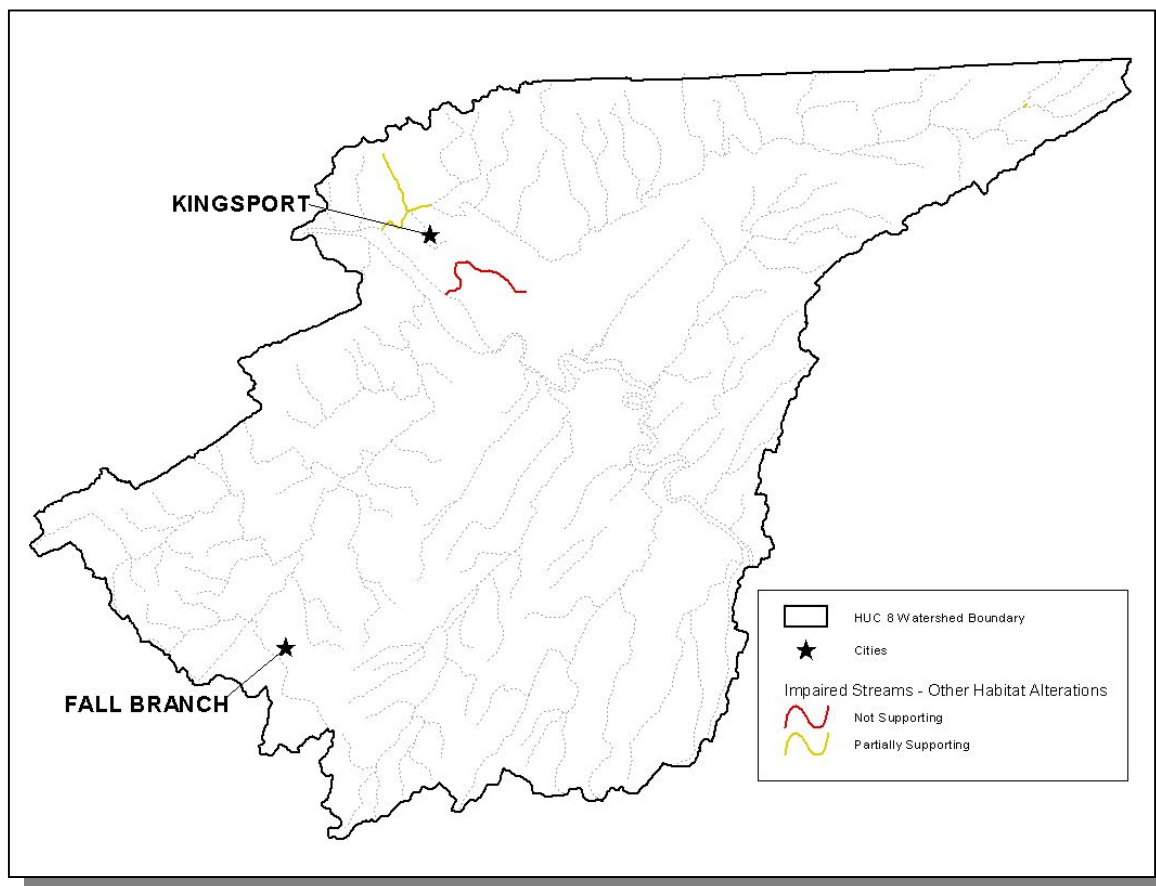 KINGSPORT
FALL BRANCH
HUC 8 Watershed Boundary
Cities
Impaired Streams - Other Habitat Alterations
Not Supporting
Partially Supporting